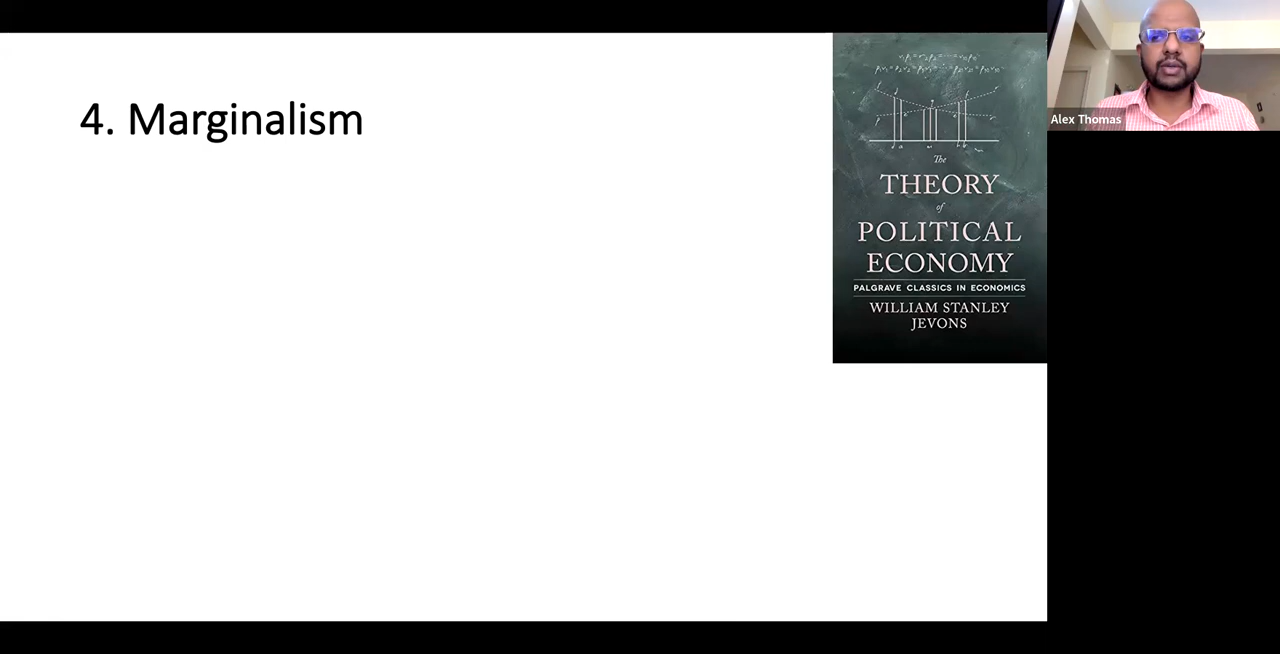 4. Marginalism
The
THEORY
of
POLITICAL
ECONOMY
PALGRAVE CLASSICS IN ECONOMICS
WILLIAM STANLEY
JEVONS
Alex Thomas